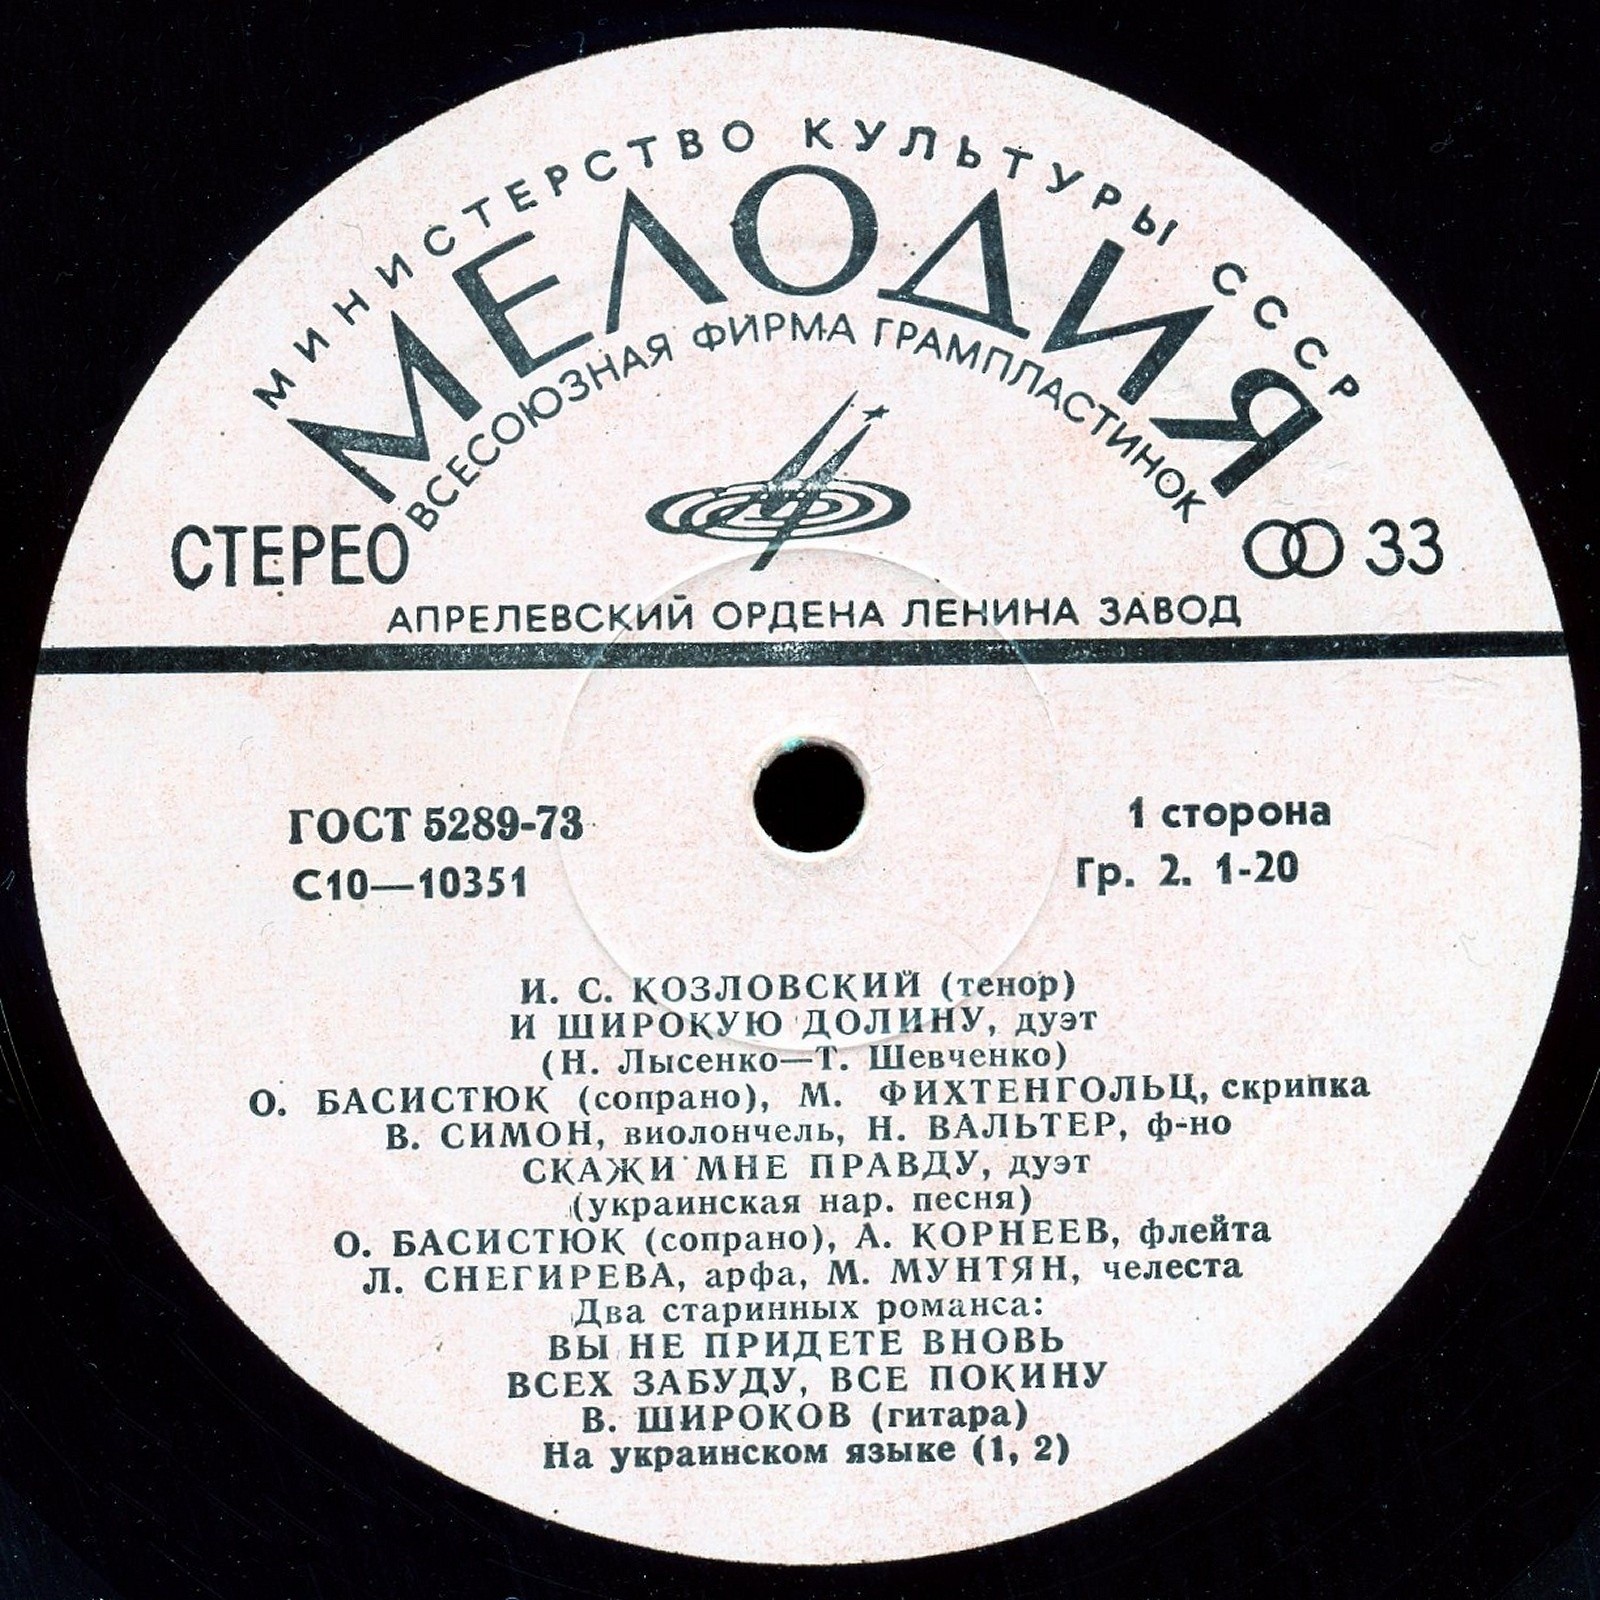 МИНИСТЕРСТВО КУЛЬТУРЫ СССР
МЕЛОДИЯ
ВСЕСОЮЗНАЯ ФИРМА ГРАМПЛАСТИНОК
СТЕРЕО
33
АПРЕЛЕВСКИЙ ОРДЕНА ЛЕНИНА ЗАВОД
ГОСТ 5289-73
1 сторона
С10—10351
Гр. 2. 1-20
И. С. КОЗЛОВСКИЙ (тенор)
И ШИРОКУЮ ДОЛИНУ, дуэт
(Н. Лысенко—Т. Шевченко)
О. БАСИСТЮК (сопрано), М. ФИХТЕНГОЛЬЦ, скрипка
В. СИМОН, виолончель, Н. ВАЛЬТЕР, ф-но
СКАЖИ МНЕ ПРАВДУ, дуэт
(украинская нар. песня)
О. БАСИСТЮК (сопрано), А. КОРНЕЕВ, флейта
Л. СНЕГИРЕВА, арфа, М. МУНТЯН, челеста
Два старинных романса:
ВЫ НЕ ПРИДЕТЕ ВНОВЬ
ВСЕХ ЗАБУДУ, ВСЕ ПОКИНУ
В. ШИРОКОВ (гитара)
На украинском языке (1, 2)